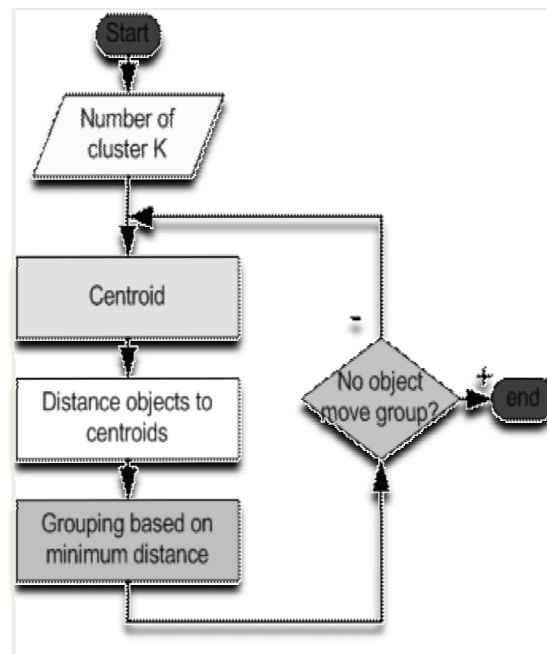 Start
Number of
cluster K
Centroid
Distance objects to
centroids
Grouping based on
minimum distance
-
No object
move group?
+
end